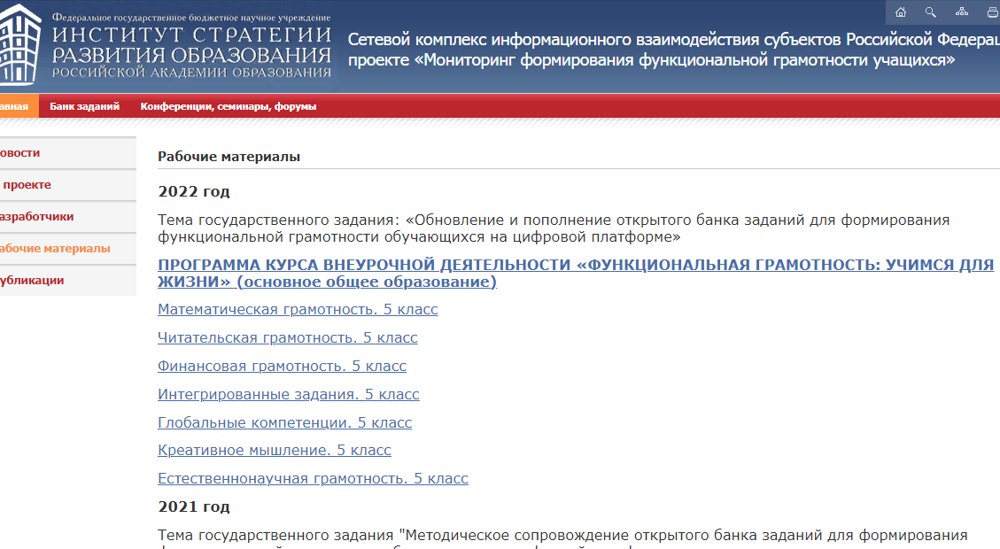 Федеральное государственное бюджетное научное учреждение
ИНСТИТУТ СТРАТЕГИИ
РАЗВИТИЯ ОБРАЗОВАНИЯ
РОССИЙСКОЙ АКАДЕМИИ ОБРАЗОВАНИЯ
Сетевой комплекс информационного взаимодействия субъектов Российской Федерац
проекте «Мониторинг формирования функциональной грамотности учащихся»
авная Банк заданий Конференции, семинары, форумы
овости
проекте
азработчики
абочие материалы
убликации
Рабочие материалы
2022 год
Тема государственного задания: «Обновление и пополнение открытого банка заданий для формирования
функциональной грамотности обучающихся на цифровой платформе»
ПРОГРАММА КУРСА ВНЕУРОЧНОЙ ДЕЯТЕЛЬНОСТИ «ФУНКЦИОНАЛЬНАЯ ГРАМОТНОСТЬ: УЧИМСЯ ДЛЯ
ЖИЗНИ» (основное общее образование)
Математическая грамотность. 5 класс
Читательская грамотность. 5 класс
Финансовая грамотность. 5 класс
Интегрированные задания. 5 класс
Глобальные компетенции. 5 класс
Креативное мышление. 5 класс
Естественнонаучная грамотность. 5 класс
2021 год
Тема государственного задания "Методическое сопровождение открытого банка заданий для формирования